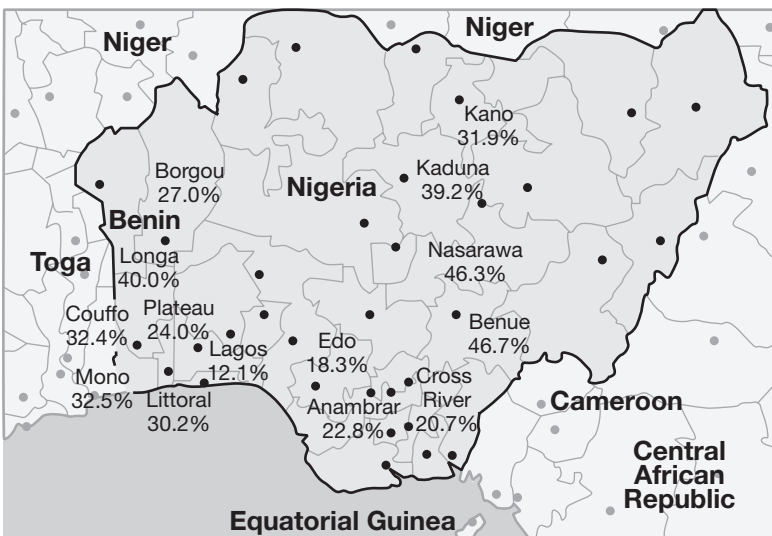 Niger
Niger
Kano
31.9%
Borgou
27.0%
Kaduna
39.2%
Nigeria
Benin
Toga
Longa
40.0%
Nasarawa
46.3%
Couffo
32.4%
Plateau
24.0%
Lagos
12.1%
Edo
18.3%
Benue
46.7%
Mono
32.5%
Littoral
30.2%
Anambrar
22.8%
Cross
River
20.7%
Cameroon
Central
African
Republic
Equatorial Guinea